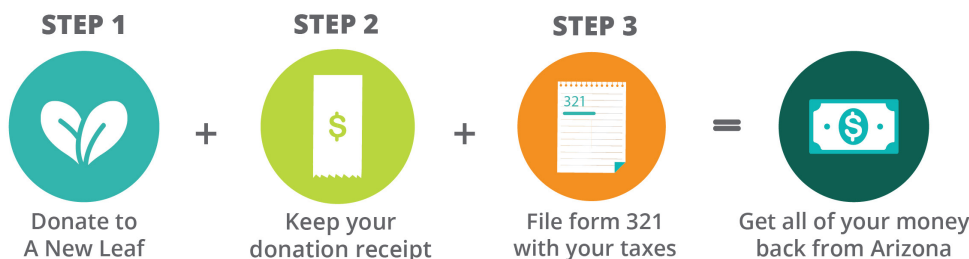 STEP 1
Donate to
A New Leaf
+
STEP 2
$
Keep your
donation receipt
+
STEP 3
321
File form 321
with your taxes
=
$
Get all of your money
back from Arizona